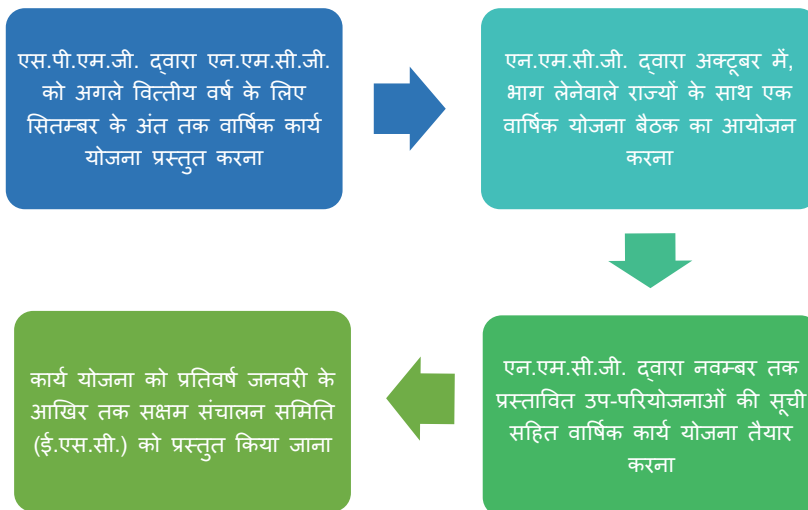 एस.पी.एम.जी. द्वारा एन.एम.सी.जी.
को अगले वित्तीय वर्ष के लिए
सितम्बर के अंत तक वार्षिक कार्य
योजना प्रस्तुत करना
एन.एम.सी.जी. द्वारा अक्टूबर में,
भाग लेनेवाले राज्यों के साथ एक
वार्षिक योजना बैठक का आयोजन
करना
एन.एम.सी.जी. द्वारा नवम्बर तक
प्रस्तावित उप-परियोजनाओं की सूची
सहित वार्षिक कार्य योजना तैयार
करना
कार्य योजना को प्रतिवर्ष जनवरी के
आखिर तक सक्षम संचालन समिति
(ई.एस.सी.) को प्रस्तुत किया जाना